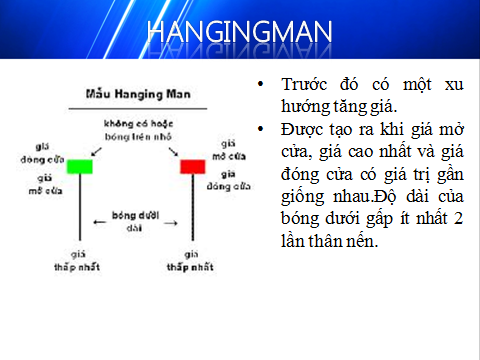 HANGINGMAN
Mẫu Hanging Man
không có hoặc
bóng trên nhỏ
giá
đóng cửa
giá
mở cửa
giá
mở cửa
giá
đóng cửa
bóng dưới
dài
giá
thấp nhất
giá
thấp nhất
• Trước đó có một xu
hướng tăng giá.
• Được tạo ra khi giá mở
cửa, giá cao nhất và giá
đóng cửa có giá trị gần
giống nhau.Độ dài của
bóng dưới gấp ít nhất 2
lần thân nến.